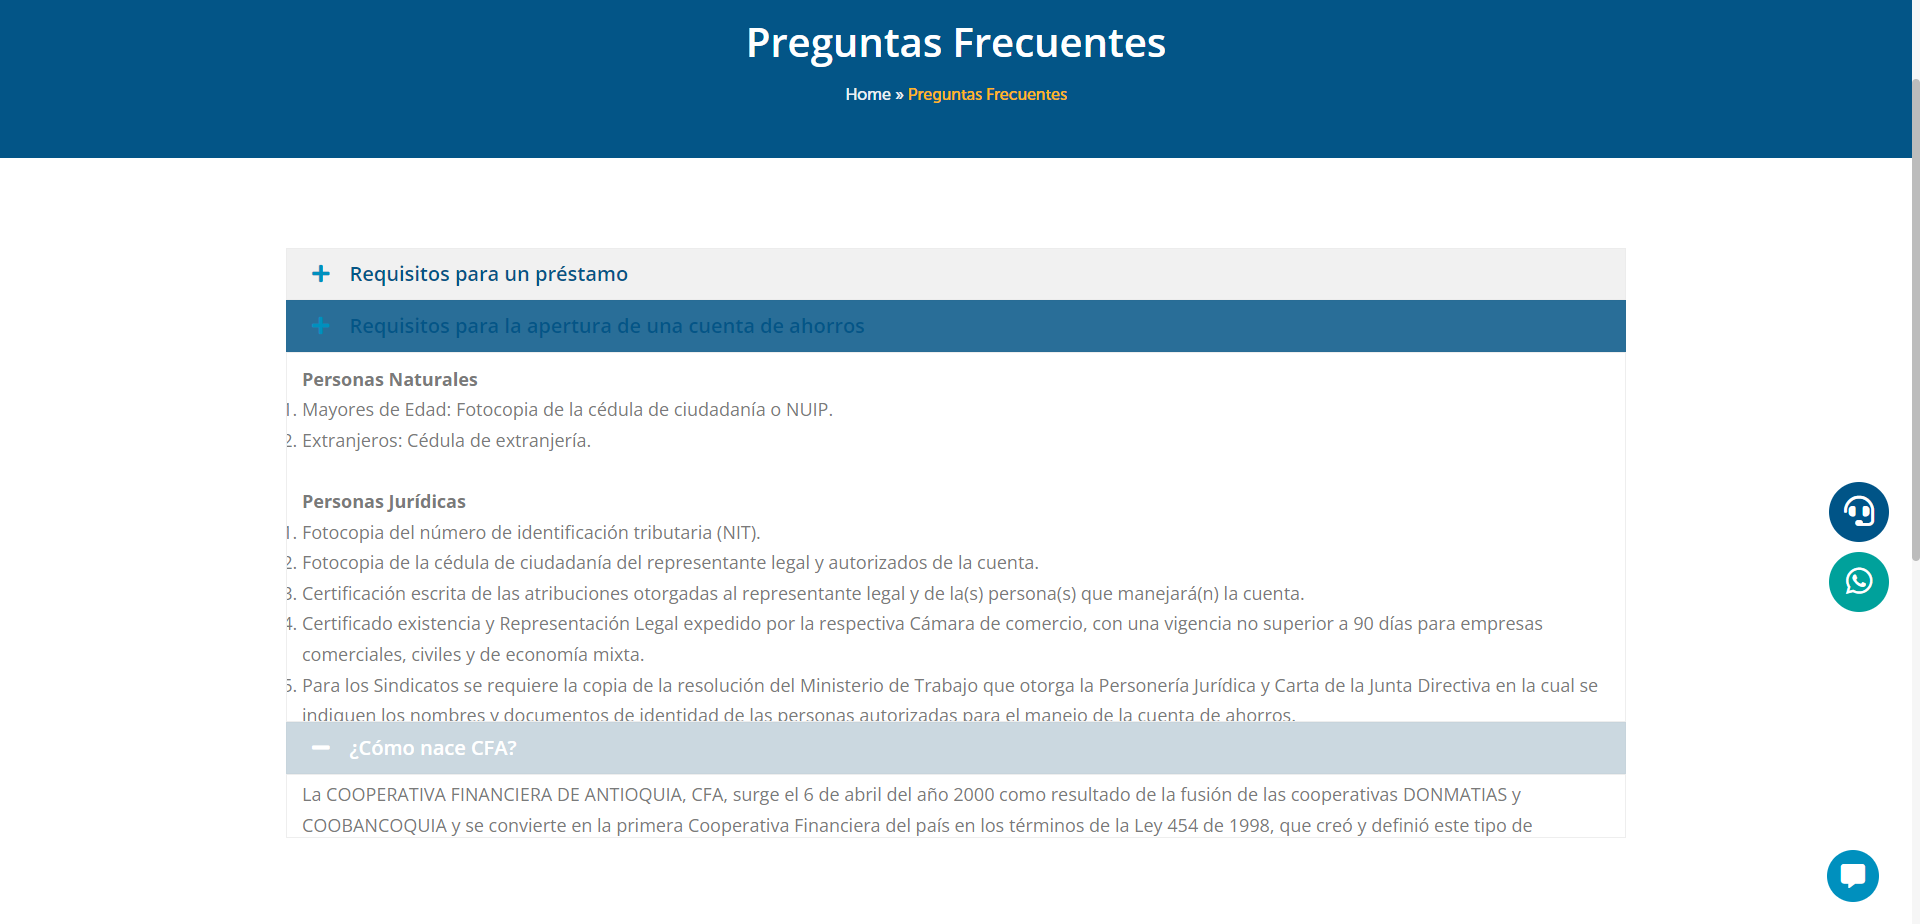 Preguntas Frecuentes
Home » Preguntas Frecuentes
Requisitos para un préstamo
Requisitos para la apertura de una cuenta de ahorros
Personas Naturales
1. Mayores de Edad: Fotocopia de la cédula de ciudadanía o NUIP.
2. Extranjeros: Cédula de extranjería.
Personas Jurídicas
1. Fotocopia del número de identificación tributaria (NIT).
2. Fotocopia de la cédula de ciudadanía del representante legal y autorizados de la cuenta.
3. Certificación escrita de las atribuciones otorgadas al representante legal y de la(s) persona(s) que manejará(n) la cuenta.
4. Certificado existencia y Representación Legal expedido por la respectiva Cámara de comercio, con una vigencia no superior a 90 días para empresas
comerciales, civiles y de economía mixta.
5. Para los Sindicatos se requiere la copia de la resolución del Ministerio de Trabajo que otorga la Personería Jurídica y Carta de la Junta Directiva en la cual se
indiquen los nombres y documentos de identidad de las personas autorizadas para el manejo de la cuenta de ahorros.
¿Cómo nace CFA?
La COOPERATIVA FINANCIERA DE ANTIOQUIA, CFA, surge el 6 de abril del año 2000 como resultado de la fusión de las cooperativas DONMATIAS y
COOBANCOQUIA y se convierte en la primera Cooperativa Financiera del país en los términos de la Ley 454 de 1998, que creó y definió este tipo de